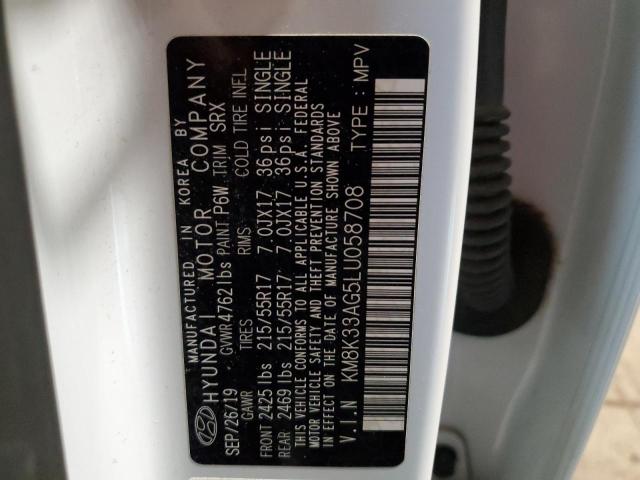 MANUFACTURED IN KOREA BY
HYUNDAI MOTOR COMPANY
SEP/26/19 GVWR 4762 lbs PAINT P6W TRIM SRX
GAWR TIRES RIMS COLD TIRE INFL
FRONT 2425 lbs 215/55R17 7.0JX17 36psi SINGLE
REAR 2469 lbs 215/55R17 7.0JX17 36psi SINGLE
THIS VEHICLE CONFORMS TO ALL APPLICABLE U.S.A. FEDERAL
MOTOR VEHICLE SAFETY AND THEFT PREVENTION STANDARDS
IN EFFECT ON THE DATE OF MANUFACTURE SHOWN ABOVE
V.I.N KM8K33AG5LU058708 TYPE : MPV